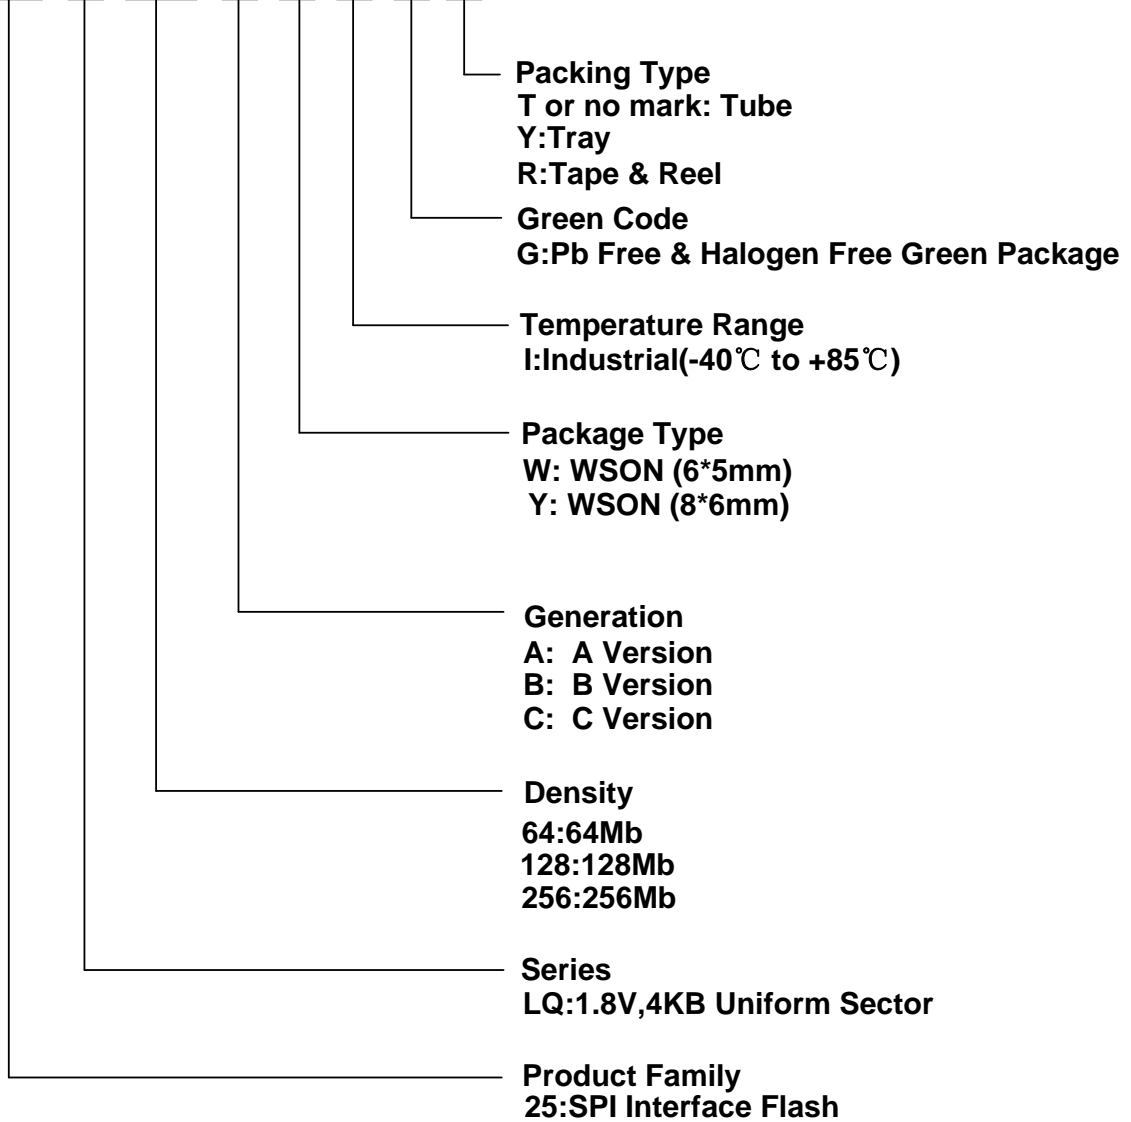 Packing Type
T or no mark: Tube
Y:Tray
R:Tape & Reel
Green Code
G:Pb Free & Halogen Free Green Package
Temperature Range
I:Industrial(-40℃ to +85℃)
Package Type
W: WSON (6*5mm)
Y: WSON (8*6mm)
Generation
A: A Version
B: B Version
C: C Version
Density
64:64Mb
128:128Mb
256:256Mb
Series
LQ:1.8V,4KB Uniform Sector
Product Family
25:SPI Interface Flash